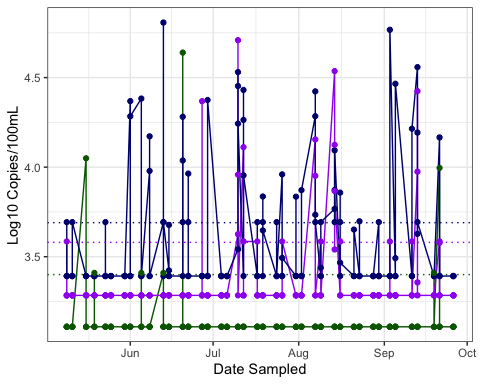 4.5
4.0
3.5
Log10 Copies/100mL
Jun Jul Aug Sep Oct
Date Sampled